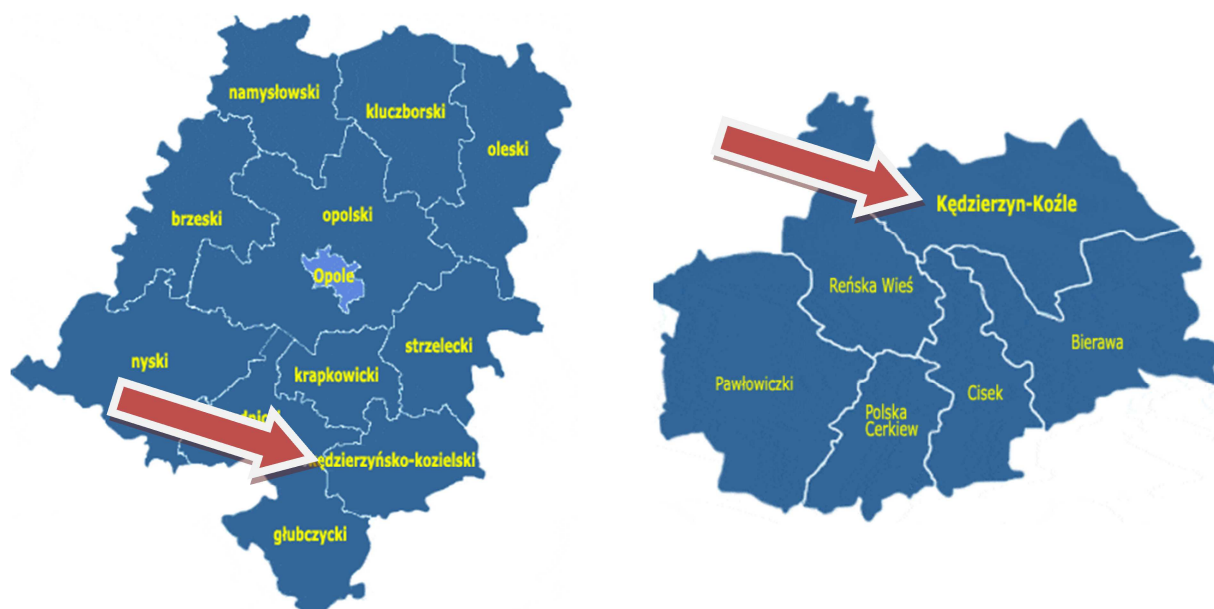 namysłowski
kluczborski
oleski
brzeski
opolski
Opole
strzelecki
nyski
krapkowicki
kędzierzyńsko-kozielski
głubczycki
Kędzierzyn-Koźle
Reńska Wieś
Bierawa
Pawłowiczki
Cisek
Polska
Cerkiew